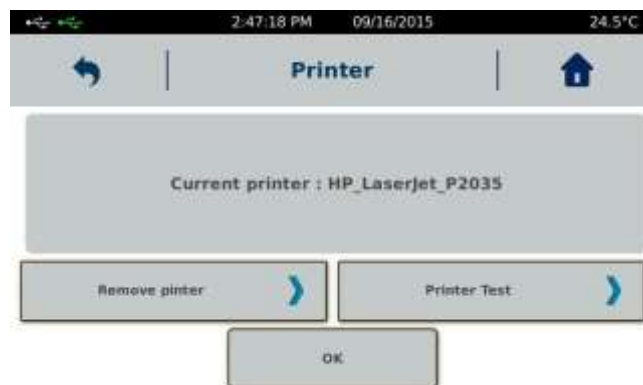 2:47:18 PM 09/16/2015 24.5°C
Printer
Current printer : HP_LaserJet_P2035
Remove pinter Printer Test
OK